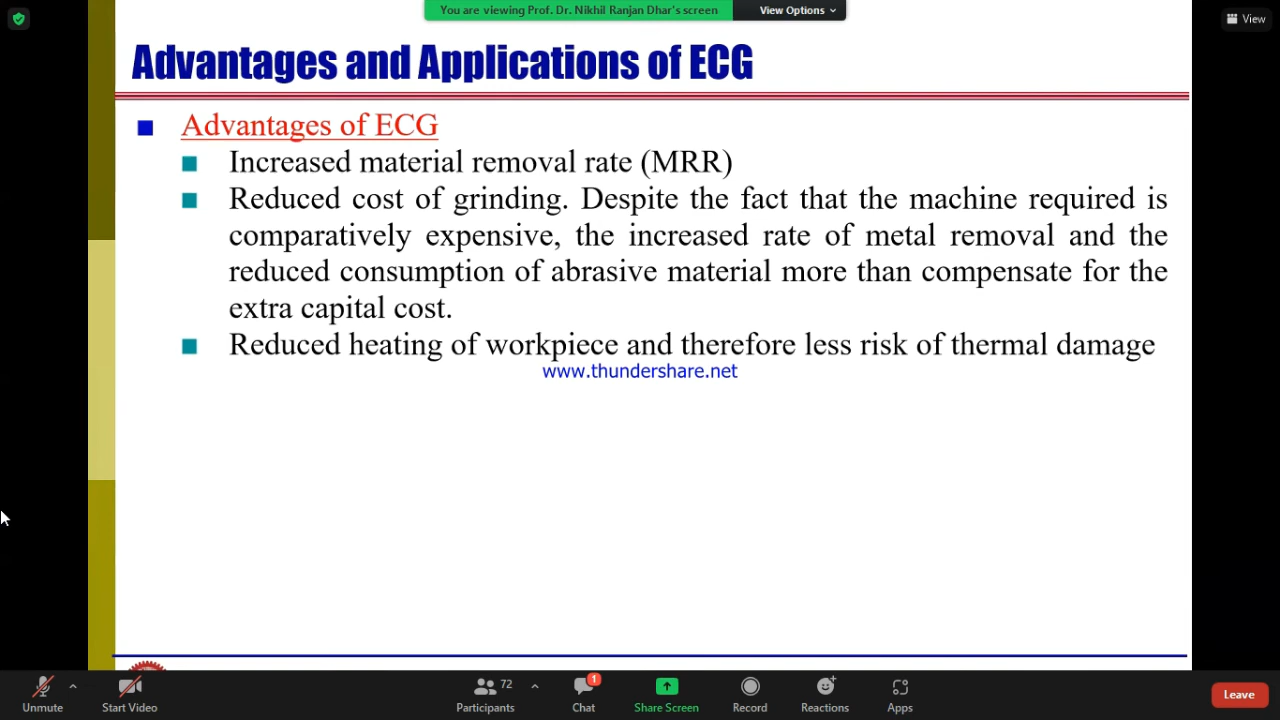 You are viewing Prof. Dr. Nikhil Ranjan Dhar's screen
View Options
View
Advantages and Applications of ECG
Advantages of ECG
Increased material removal rate (MRR)
Reduced cost of grinding. Despite the fact that the machine required is
comparatively expensive, the increased rate of metal removal and the
reduced consumption of abrasive material more than compensate for the
extra capital cost.
Reduced heating of workpiece and therefore less risk of thermal damage
www.thundershare.net
Unmute
Start Video
72
Participants
1
Chat
Share Screen
Record
Reactions
Apps
Leave